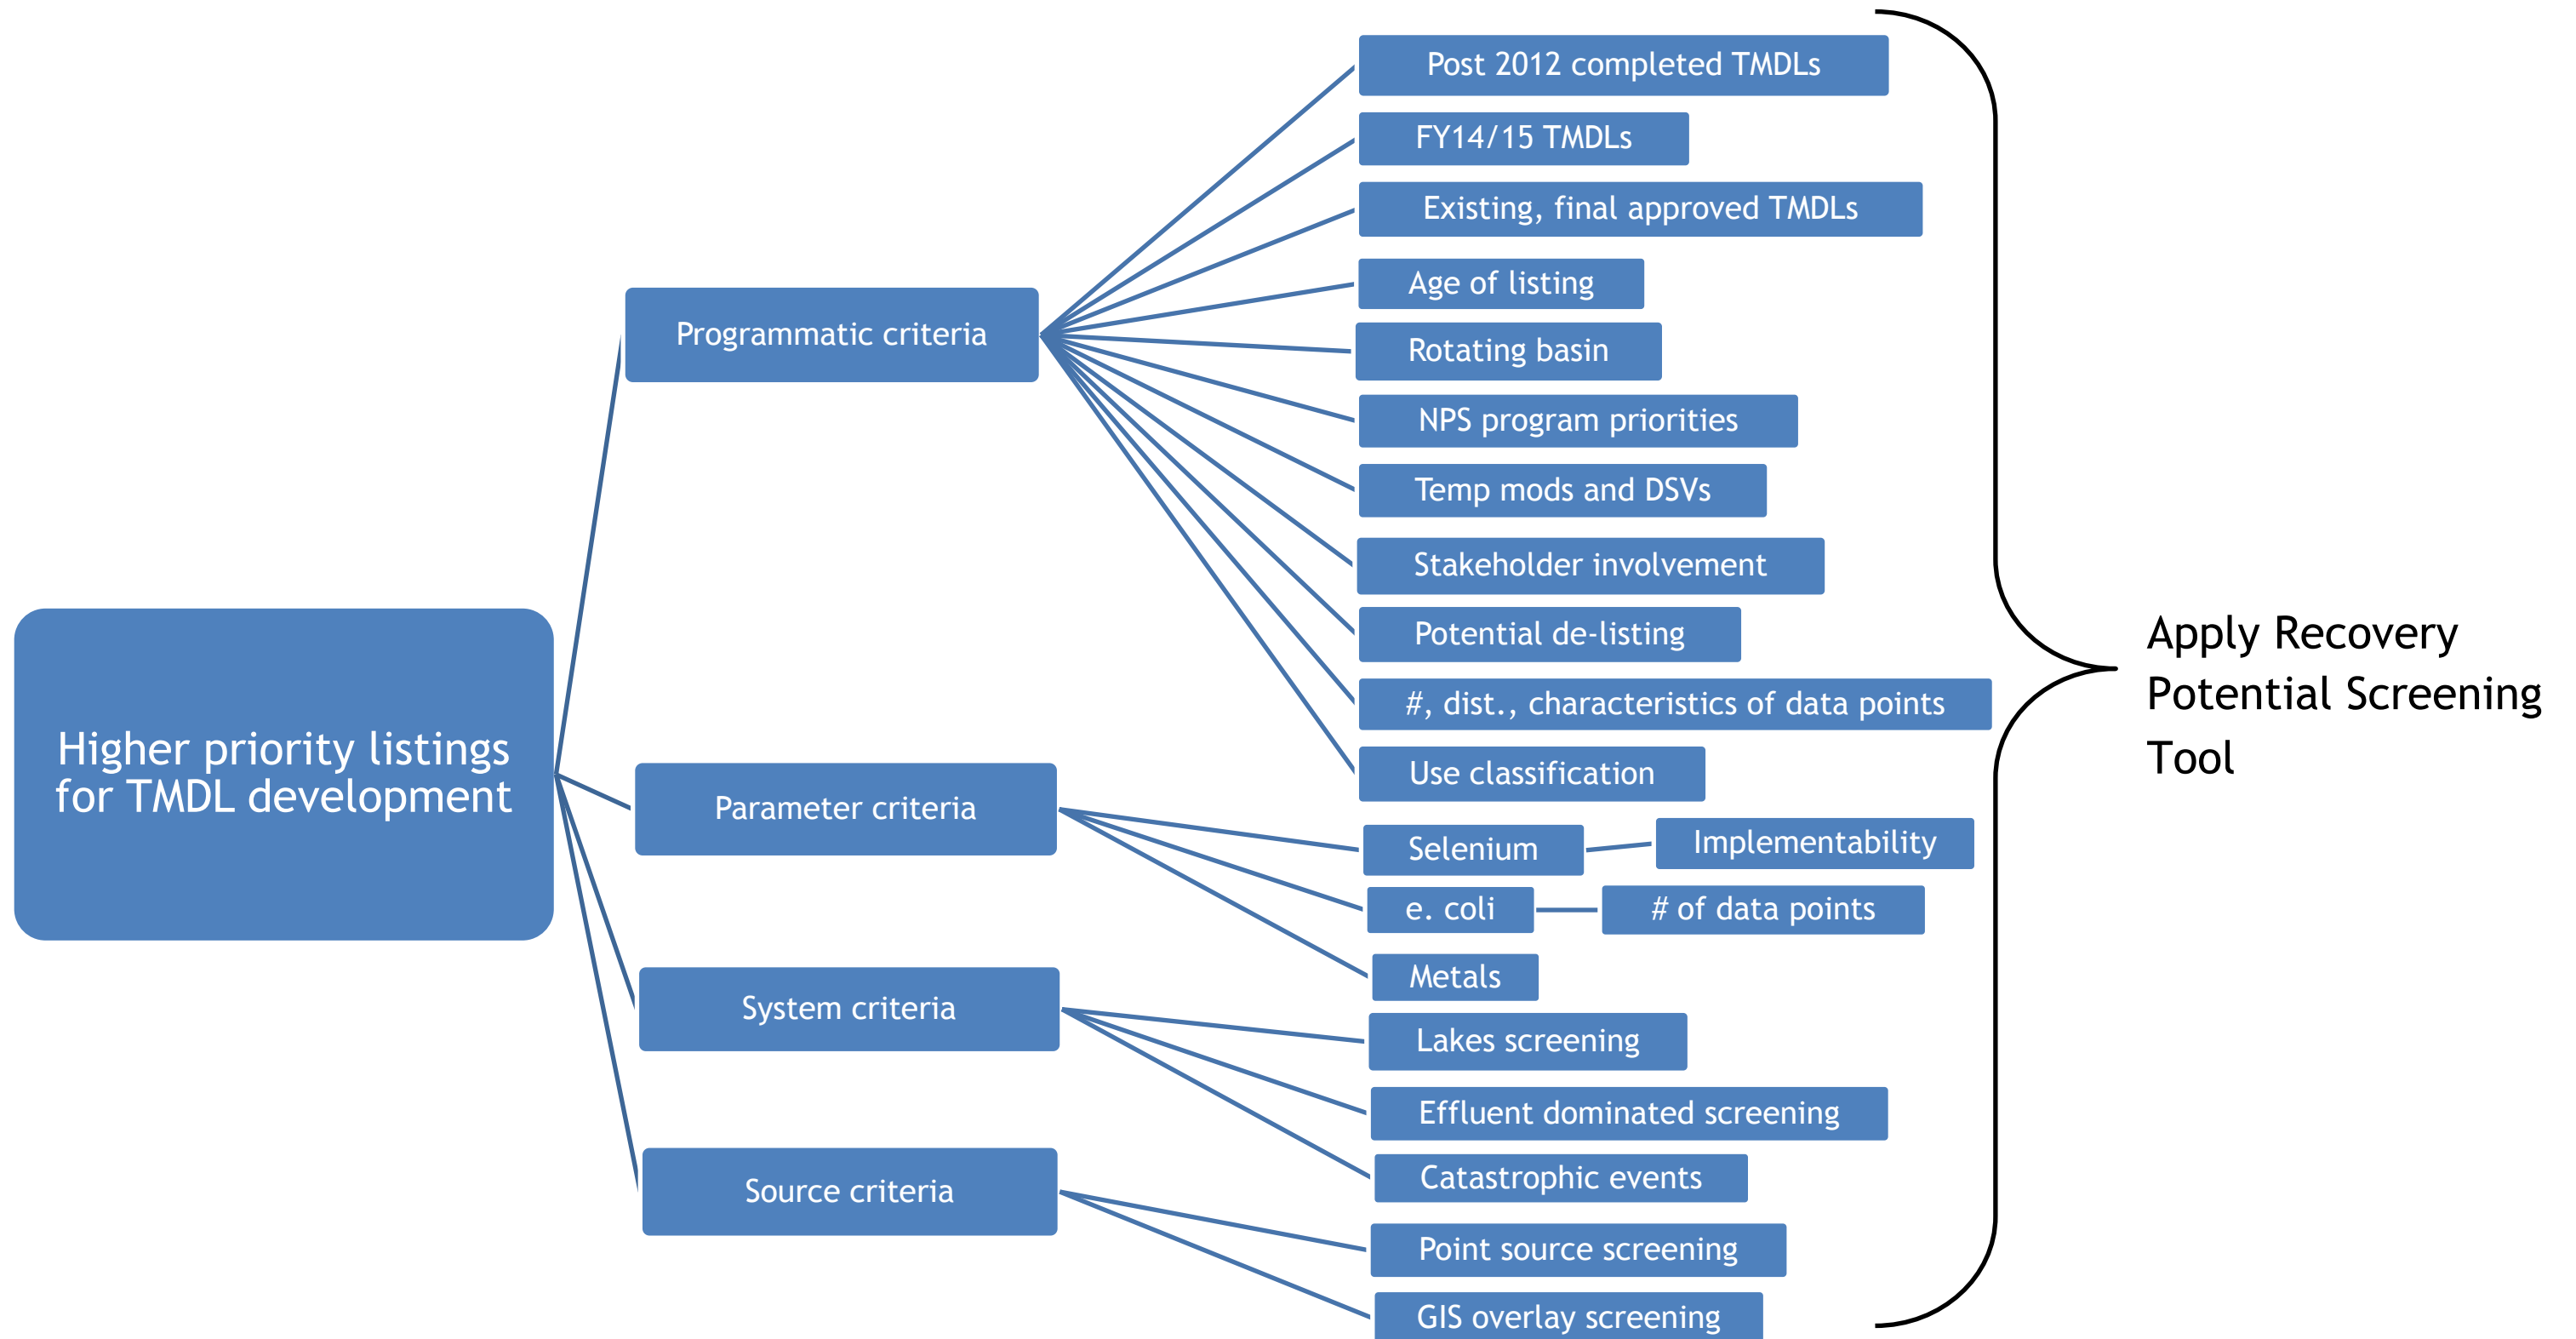 Higher priority listings
for TMDL development
Programmatic criteria
Post 2012 completed TMDLs
FY14/15 TMDLs
Existing, final approved TMDLs
Age of listing
Rotating basin
NPS program priorities
Temp mods and DSVs
Stakeholder involvement
Potential de-listing
#, dist., characteristics of data points
Use classification
Parameter criteria
Selenium
Implementability
e. coli
# of data points
Metals
System criteria
Lakes screening
Effluent dominated screening
Catastrophic events
Source criteria
Point source screening
GIS overlay screening
Apply Recovery
Potential Screening
Tool